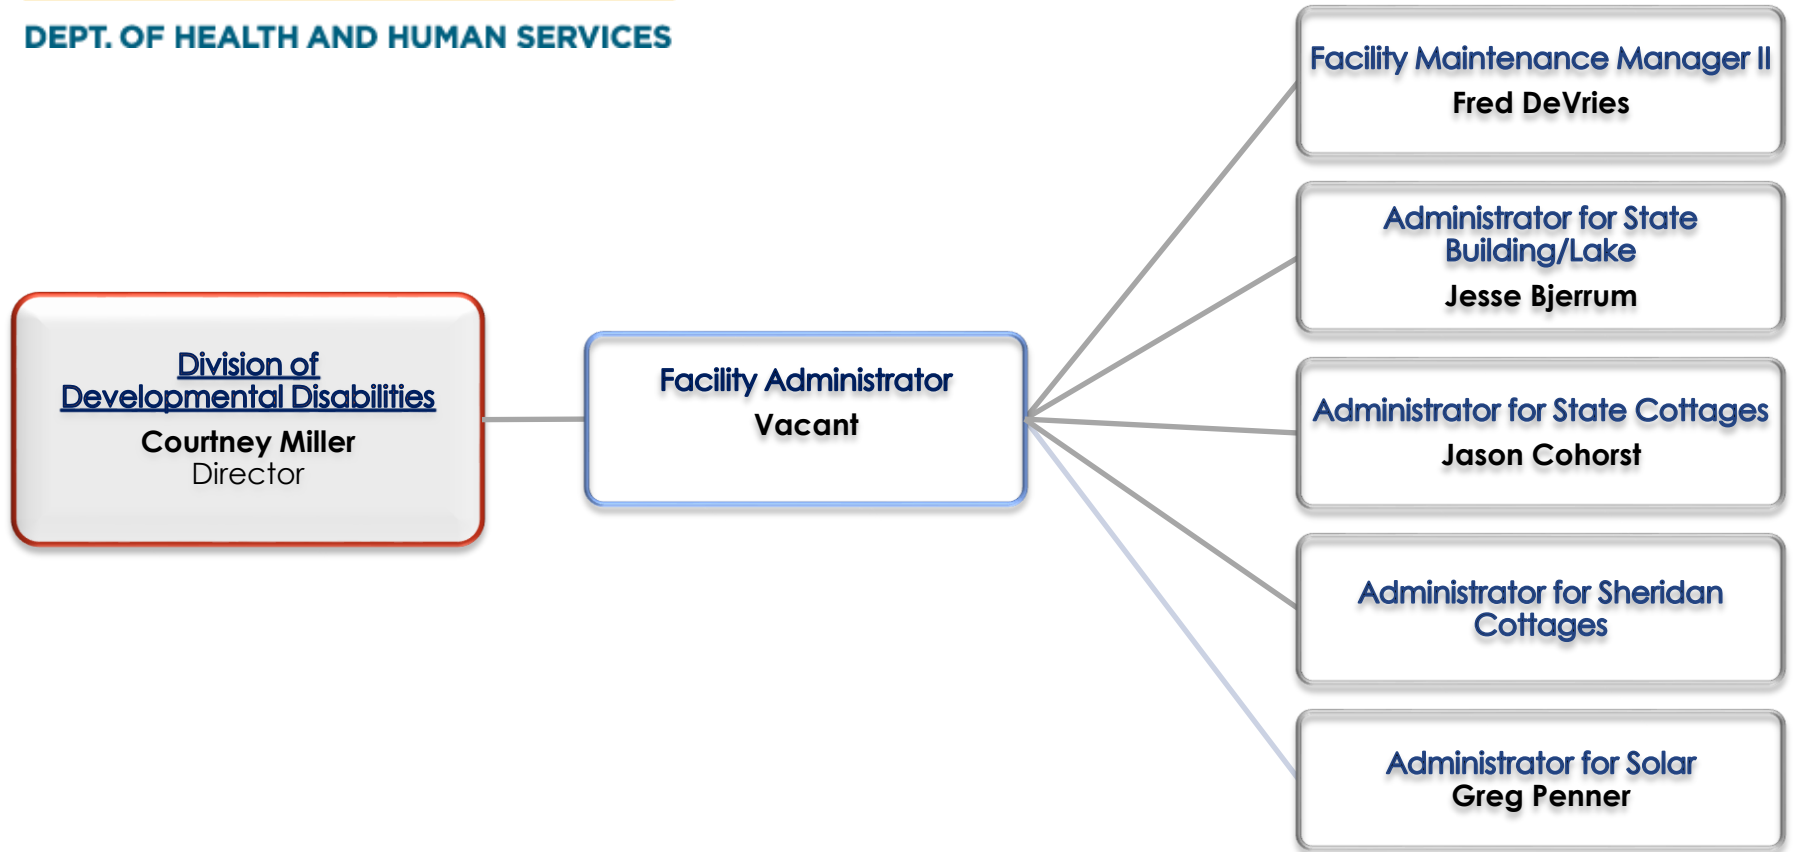 DEPT. OF HEALTH AND HUMAN SERVICES
Division of
Developmental Disabilities
Courtney Miller
Director
Facility Administrator
Vacant
Facility Maintenance Manager II
Fred DeVries
Administrator for State
Building/Lake
Jesse Bjerrum
Administrator for State Cottages
Jason Cohorst
Administrator for Sheridan
Cottages
Administrator for Solar
Greg Penner